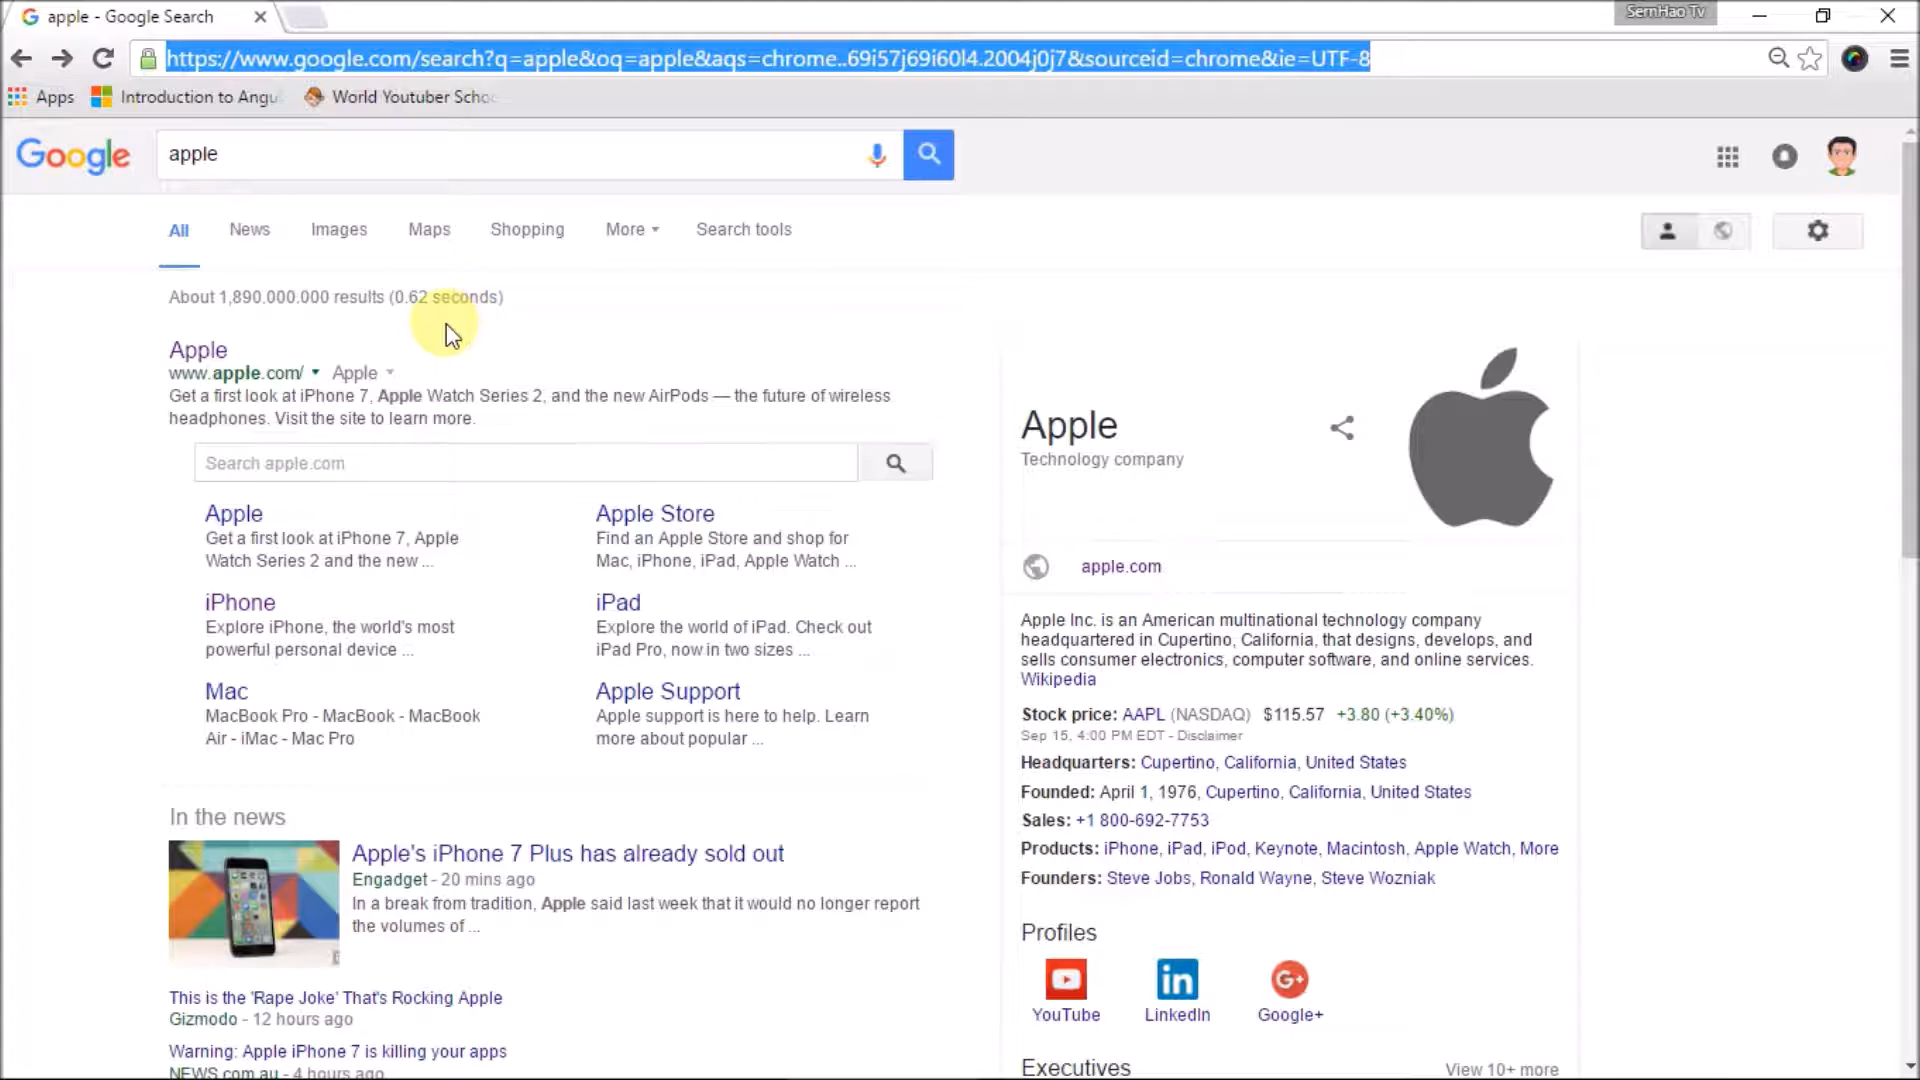 apple - Google Search
SernHao Tv
https://www.google.com/search?q=apple&oq=apple&aqs=chrome..69i57j69i60l4.2004j0j7&sourceid=chrome&ie=UTF-8
Apps
Introduction to Angu
World Youtuber Schoo
Google
apple
All
News
Images
Maps
Shopping
More
Search tools
About 1,890.000.000 results (0.62 seconds)
Apple
www.apple.com/
Apple
Get a first look at iPhone 7, Apple Watch Series 2, and the new AirPods — the future of wireless
headphones. Visit the site to learn more.
Search apple.com
Apple
Get a first look at iPhone 7, Apple
Watch Series 2 and the new ...
Apple Store
Find an Apple Store and shop for
Mac, iPhone, iPad, Apple Watch ...
iPhone
Explore iPhone, the world's most
powerful personal device ...
iPad
Explore the world of iPad. Check out
iPad Pro, now in two sizes ...
Mac
MacBook Pro - MacBook - MacBook
Air - iMac - Mac Pro
Apple Support
Apple support is here to help. Learn
more about popular ...
In the news
Apple's iPhone 7 Plus has already sold out
Engadget - 20 mins ago
In a break from tradition, Apple said last week that it would no longer report
the volumes of ...
This is the 'Rape Joke' That's Rocking Apple
Gizmodo - 12 hours ago
Warning: Apple iPhone 7 is killing your apps
NEWS.com.au - 4 hours ago
Apple
Technology company
apple.com
Apple Inc. is an American multinational technology company
headquartered in Cupertino, California, that designs, develops, and
sells consumer electronics, computer software, and online services.
Wikipedia
Stock price: AAPL (NASDAQ) $115.57 +3.80 (+3.40%)
Sep 15, 4:00 PM EDT - Disclaimer
Headquarters: Cupertino, California, United States
Founded: April 1, 1976, Cupertino, California, United States
Sales: +1 800-692-7753
Products: iPhone, iPad, iPod, Keynote, Macintosh, Apple Watch, More
Founders: Steve Jobs, Ronald Wayne, Steve Wozniak
Profiles
YouTube
LinkedIn
Google+
Executives
View 10+ more